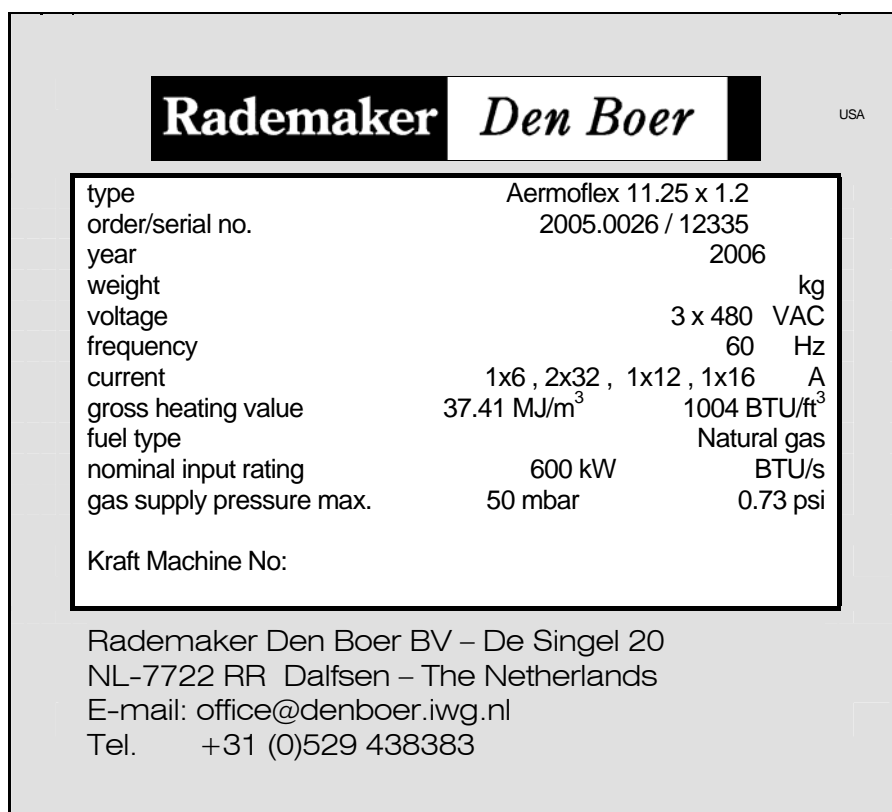 Rademaker Den Boer
USA
type Aermoflex 11.25 x 1.2
order/serial no. 2005.0026 / 12335
year 2006
weight kg
voltage 3 x 480 VAC
frequency 60 Hz
current 1x6 , 2x32 , 1x12 , 1x16 A
gross heating value 37.41 MJ/m³ 1004 BTU/ft³
fuel type Natural gas
nominal input rating 600 kW BTU/s
gas supply pressure max. 50 mbar 0.73 psi
Kraft Machine No:
Rademaker Den Boer BV – De Singel 20
NL-7722 RR Dalfsen – The Netherlands
E-mail: office@denboer.iwg.nl
Tel. +31 (0)529 438383